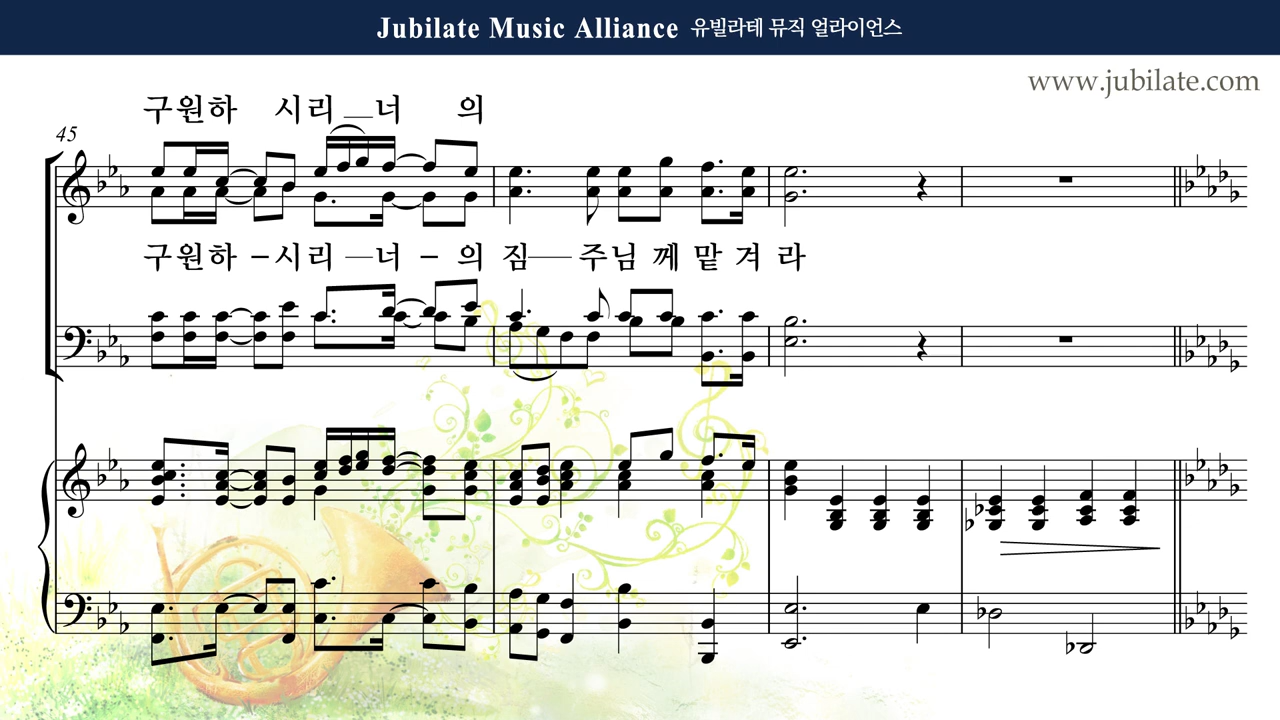 Jubilate Music Alliance 유빌라테 뮤직 얼라이언스
www.jubilate.com
구원하 시리 너 의
45
구원하 - 시리 너 - 의 짐 주님 께 맡 겨 라